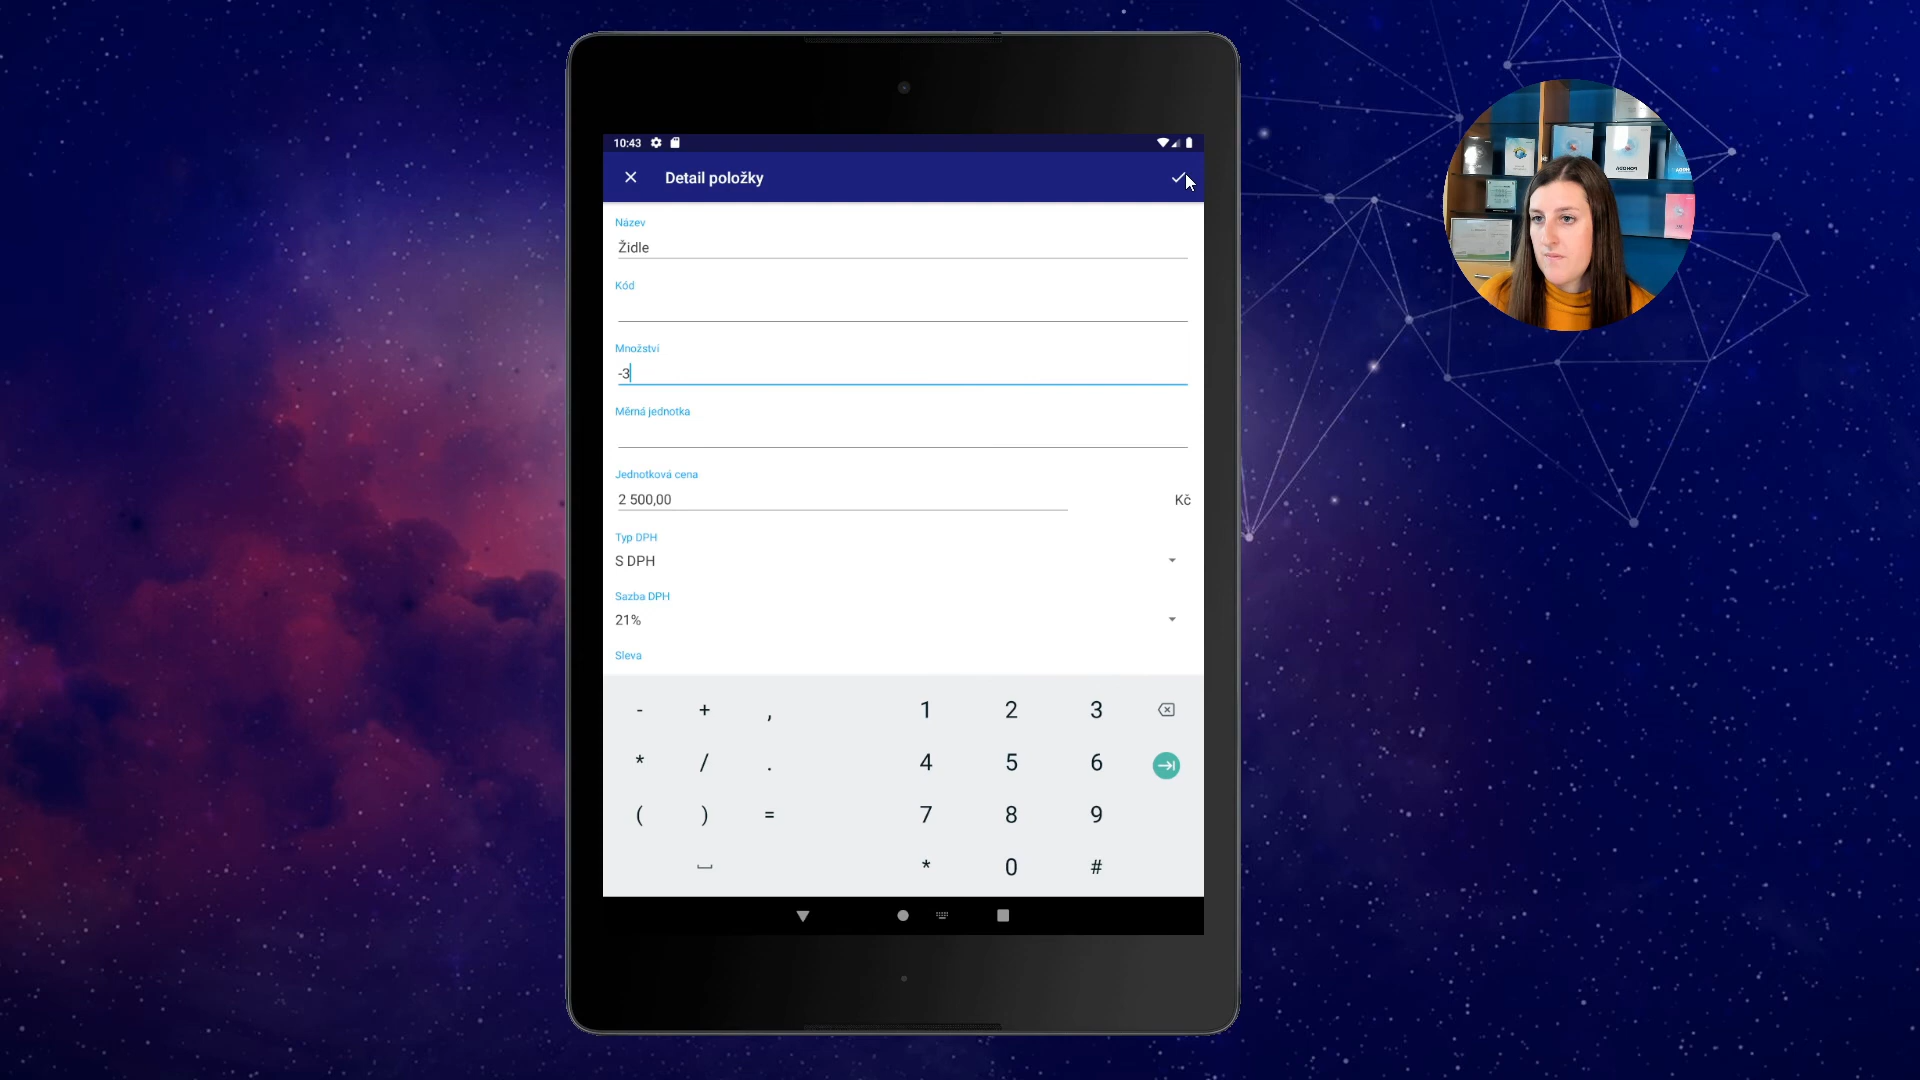 10:43
Detail položky
Název
Židle
Kód
Množství
-3
Měrná jednotka
Jednotková cena
2 500,00 Kč
Typ DPH
S DPH
Sazba DPH
21%
Sleva
- + , 1 2 3
* / . 4 5 6
( ) = 7 8 9
* 0 #